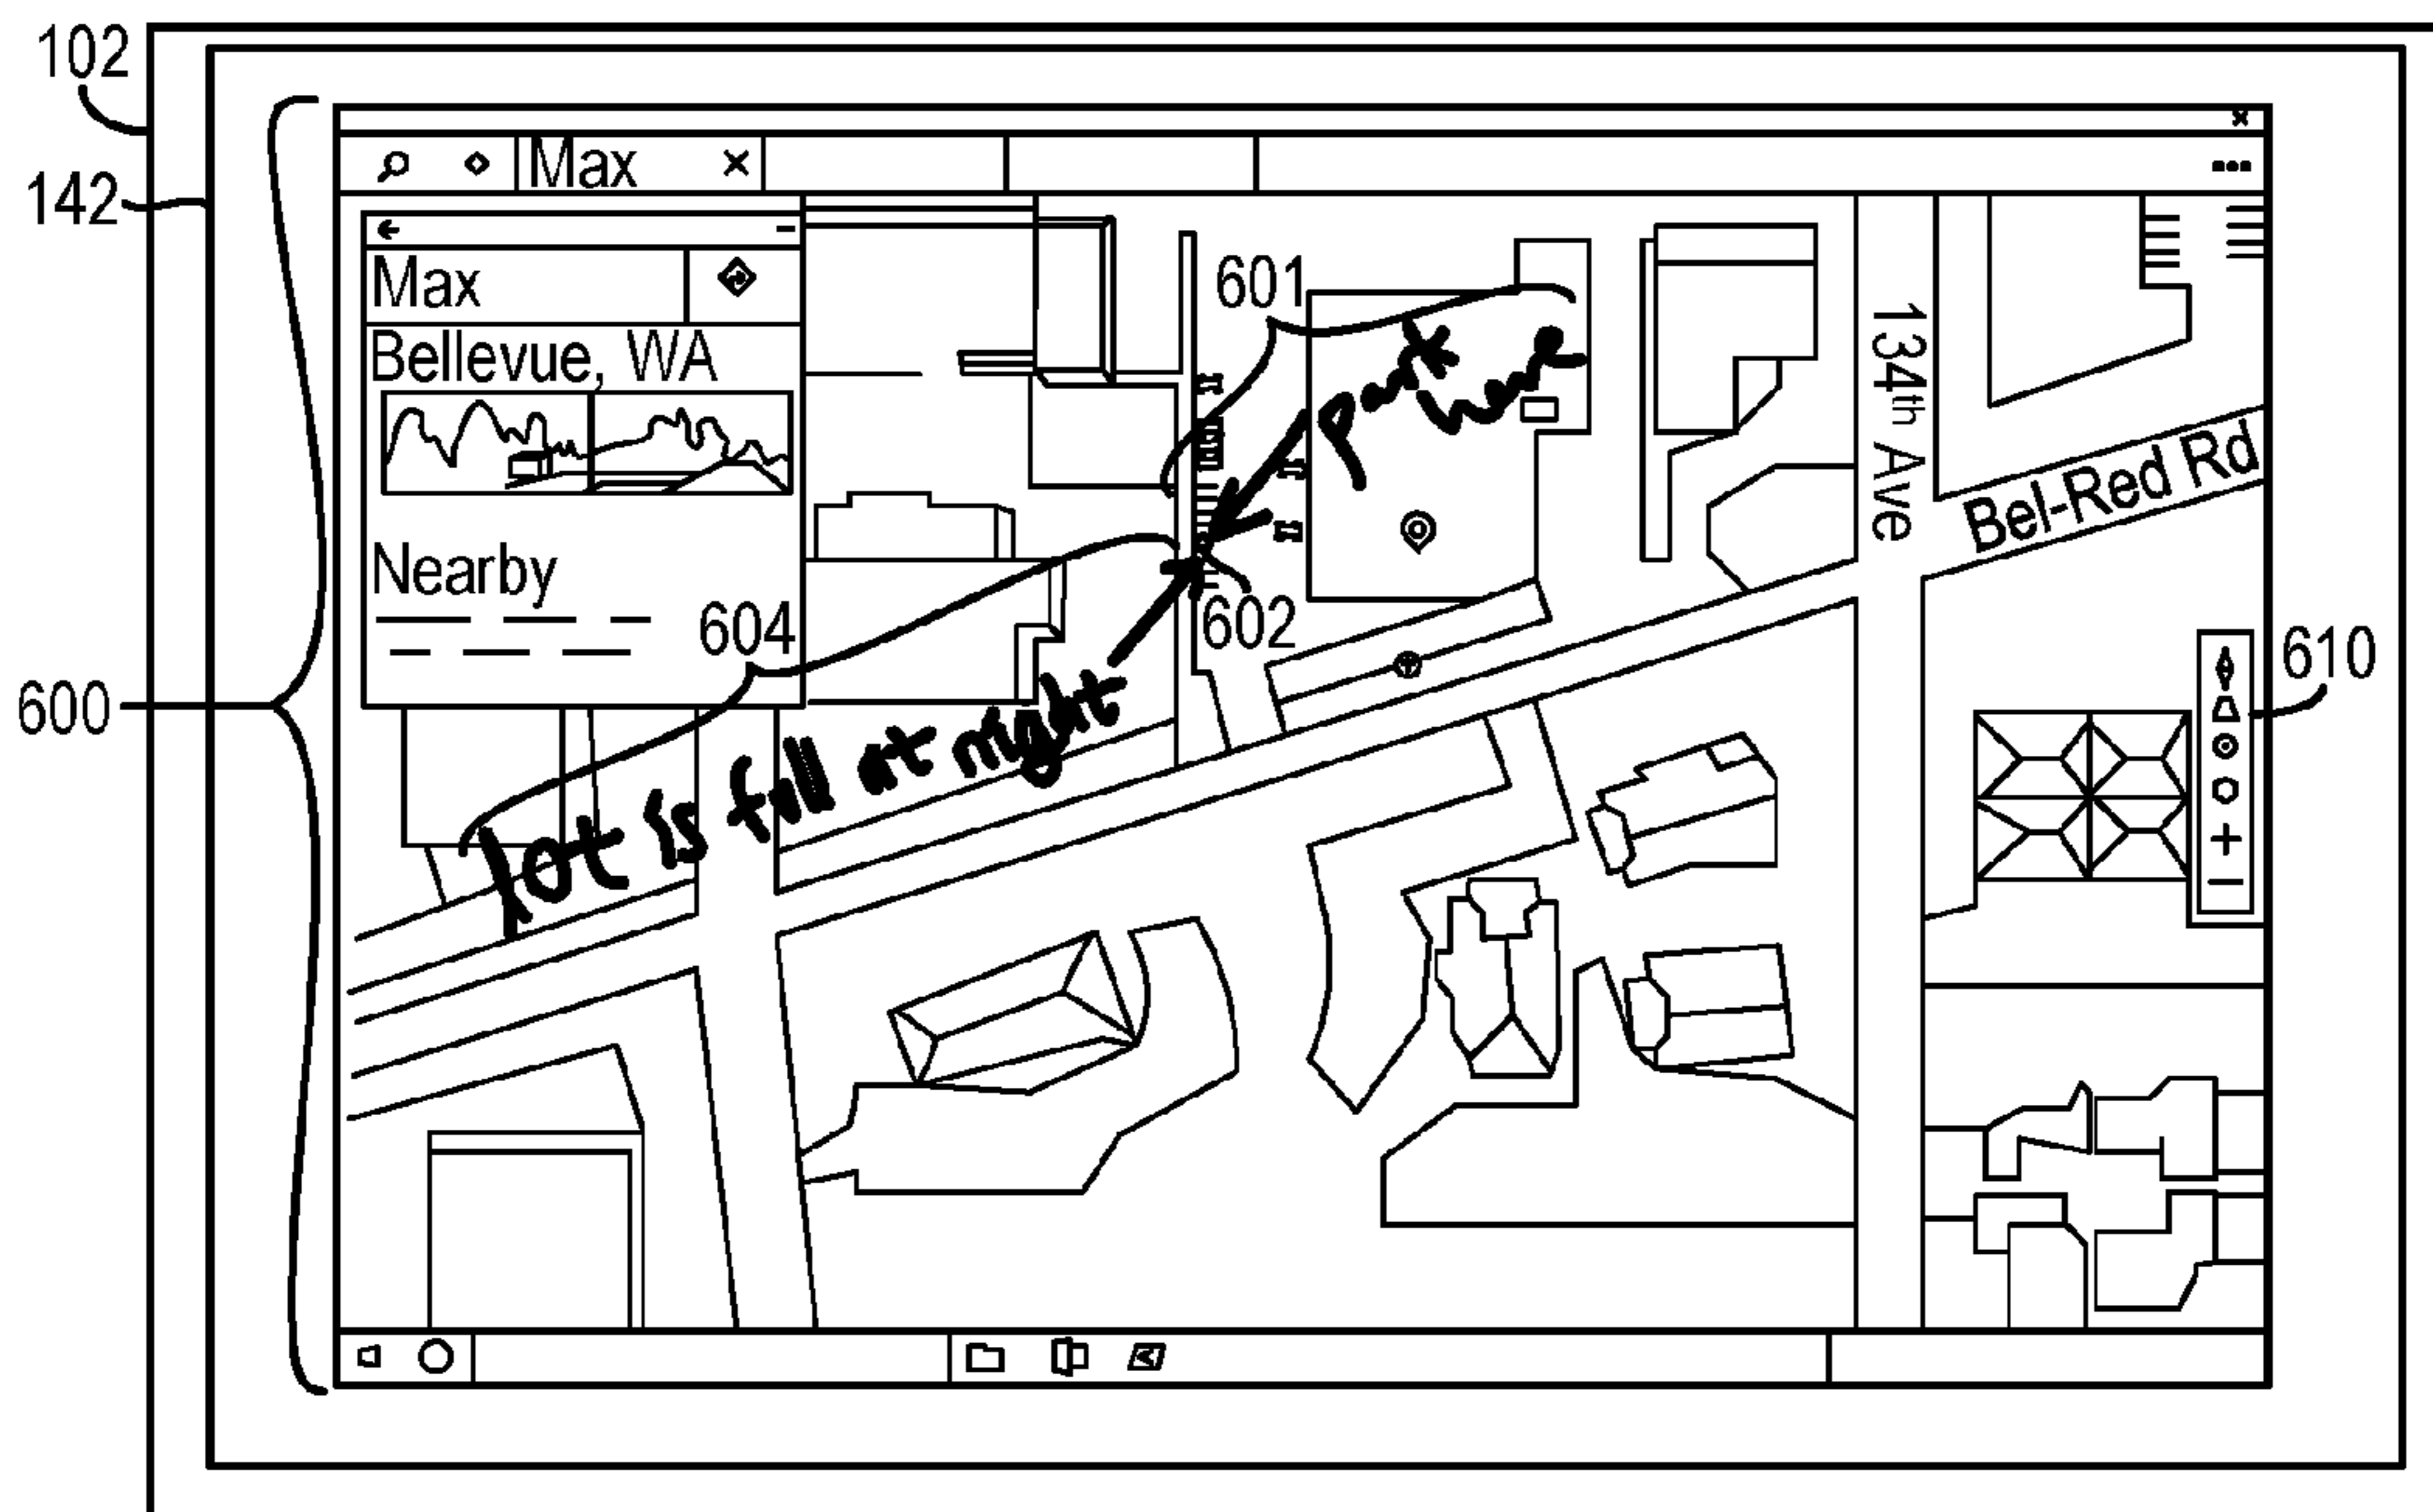 102
142
Max
Max
Bellevue, WA
Nearby
601
park
here
134th Ave
Bel-Red Rd
604
602
610
600
lot is full at night